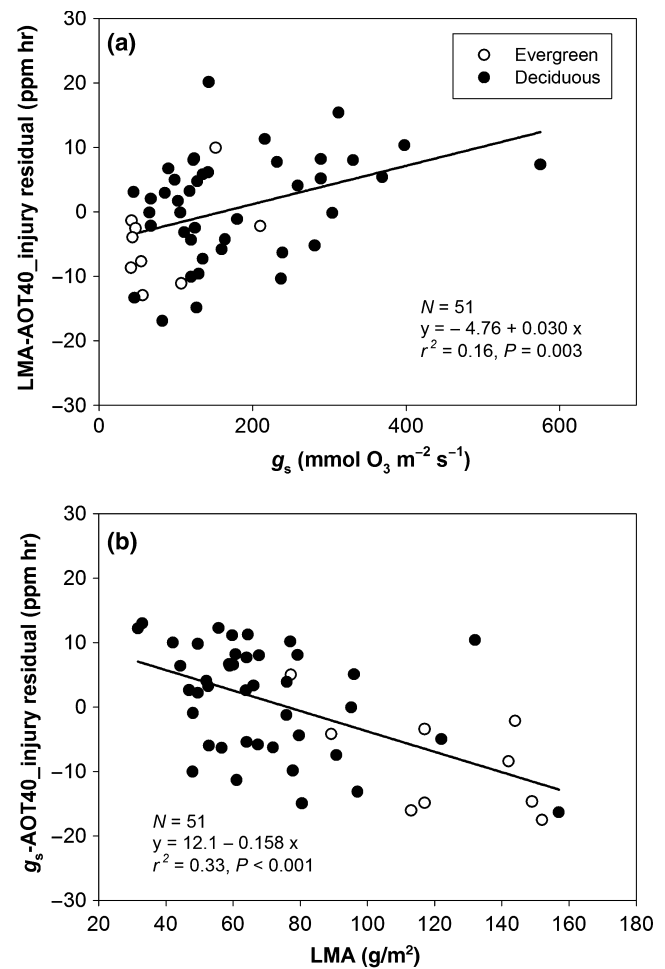 (a)
Evergreen
Deciduous
LMA-AOT40_injury residual (ppm hr)
30
20
10
0
−10
−20
−30
N = 51
y = − 4.76 + 0.030 x
r² = 0.16, P = 0.003
0 200 400 600
gₛ (mmol O₃ m⁻² s⁻¹)
(b)
gₛ-AOT40_injury residual (ppm hr)
30
20
10
0
−10
−20
−30
N = 51
y = 12.1 − 0.158 x
r² = 0.33, P < 0.001
20 40 60 80 100 120 140 160 180
LMA (g/m²)